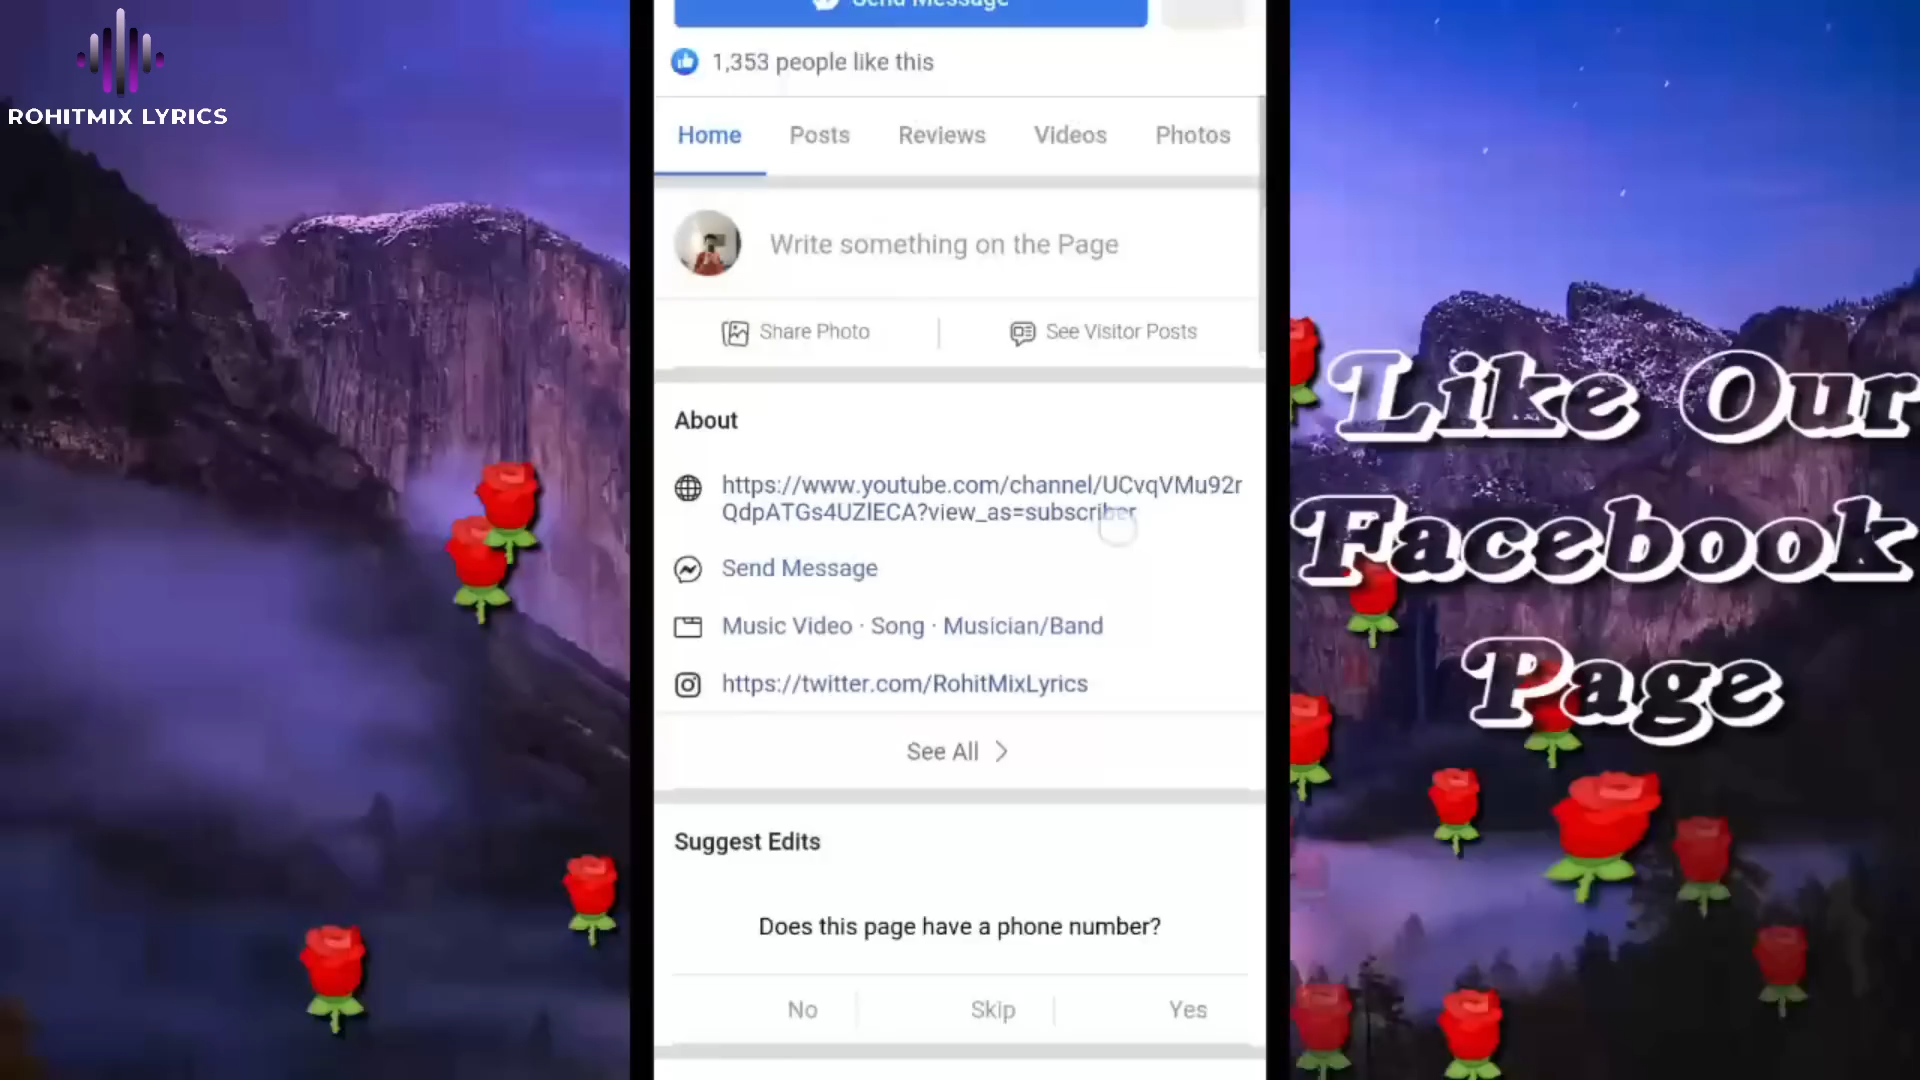 ROHITMIX LYRICS
Send Message
1,353 people like this
Home Posts Reviews Videos Photos
Write something on the Page
Share Photo See Visitor Posts
About
https://www.youtube.com/channel/UCvqVMu92r
QdpATGs4UZlECA?view_as=subscriber
Send Message
Music Video · Song · Musician/Band
https://twitter.com/RohitMixLyrics
See All
Suggest Edits
Does this page have a phone number?
No Skip Yes
Like Our
Facebook
Page